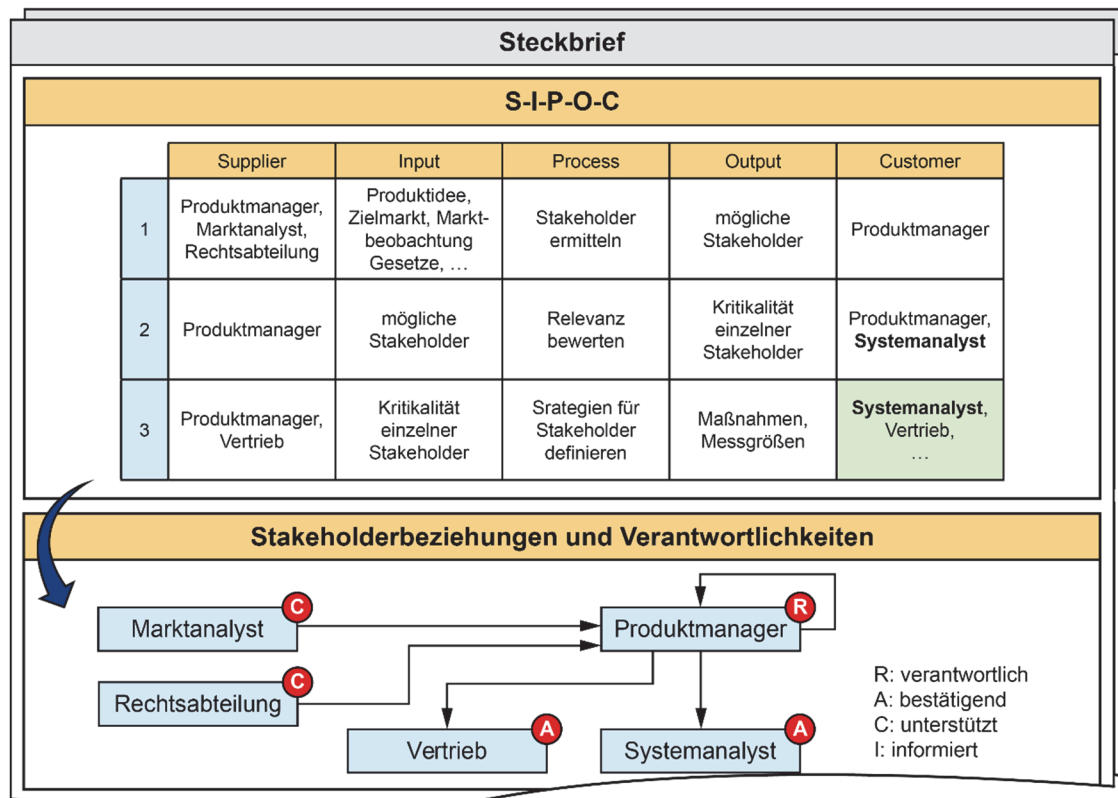 Steckbrief
S-I-P-O-C
Supplier
Input
Process
Output
Customer
1
Produktmanager,
Marktanalyst,
Rechtsabteilung
Produktidee,
Zielmarkt, Markt-
beobachtung
Gesetze, …
Stakeholder
ermitteln
mögliche
Stakeholder
Produktmanager
2
Produktmanager
mögliche
Stakeholder
Relevanz
bewerten
Kritikalität
einzelner
Stakeholder
Produktmanager,
Systemanalyst
3
Produktmanager,
Vertrieb
Kritikalität
einzelner
Stakeholder
Srategien für
Stakeholder
definieren
Maßnahmen,
Messgrößen
Systemanalyst,
Vertrieb,
…
Stakeholderbeziehungen und Verantwortlichkeiten
Marktanalyst
C
Produktmanager
R
Rechtsabteilung
C
Vertrieb
A
Systemanalyst
A
R: verantwortlich
A: bestätigend
C: unterstützt
I: informiert